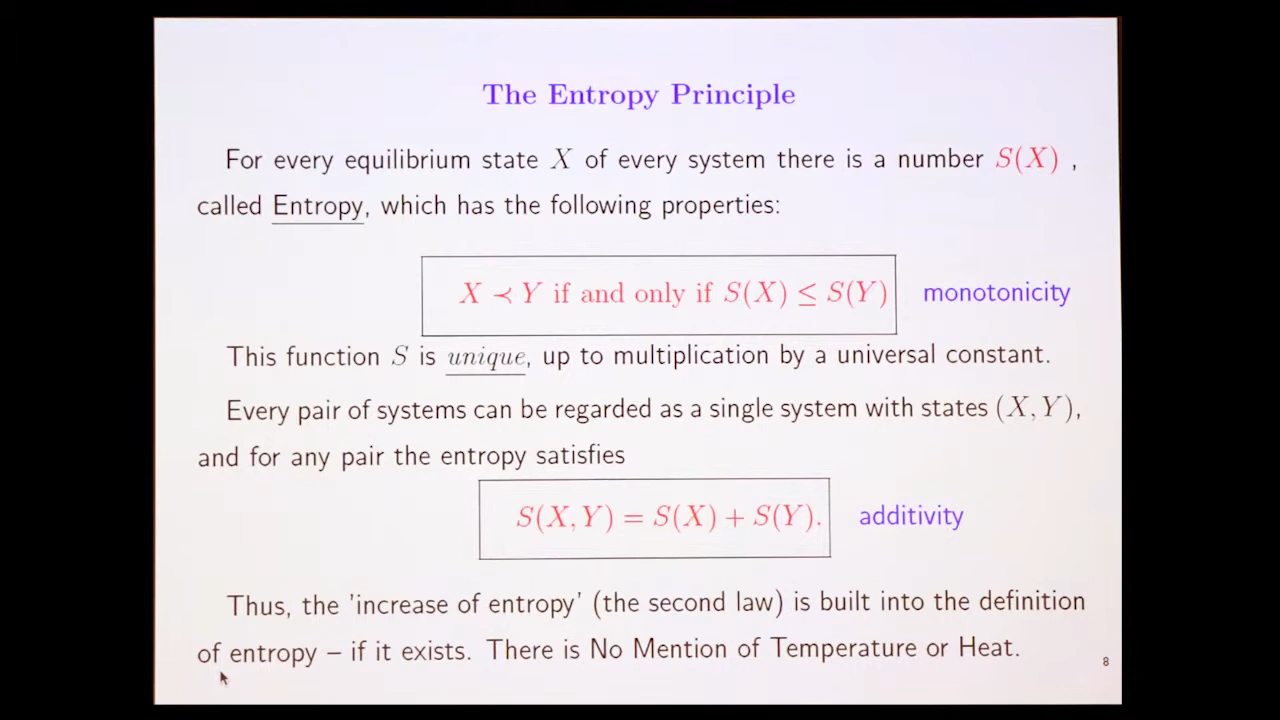 The Entropy Principle
For every equilibrium state X of every system there is a number S(X) ,
called Entropy, which has the following properties:
X ≺ Y if and only if S(X) ≤ S(Y) monotonicity
This function S is unique, up to multiplication by a universal constant.
Every pair of systems can be regarded as a single system with states (X, Y),
and for any pair the entropy satisfies
S(X, Y) = S(X) + S(Y). additivity
Thus, the 'increase of entropy' (the second law) is built into the definition
of entropy – if it exists. There is No Mention of Temperature or Heat.
8